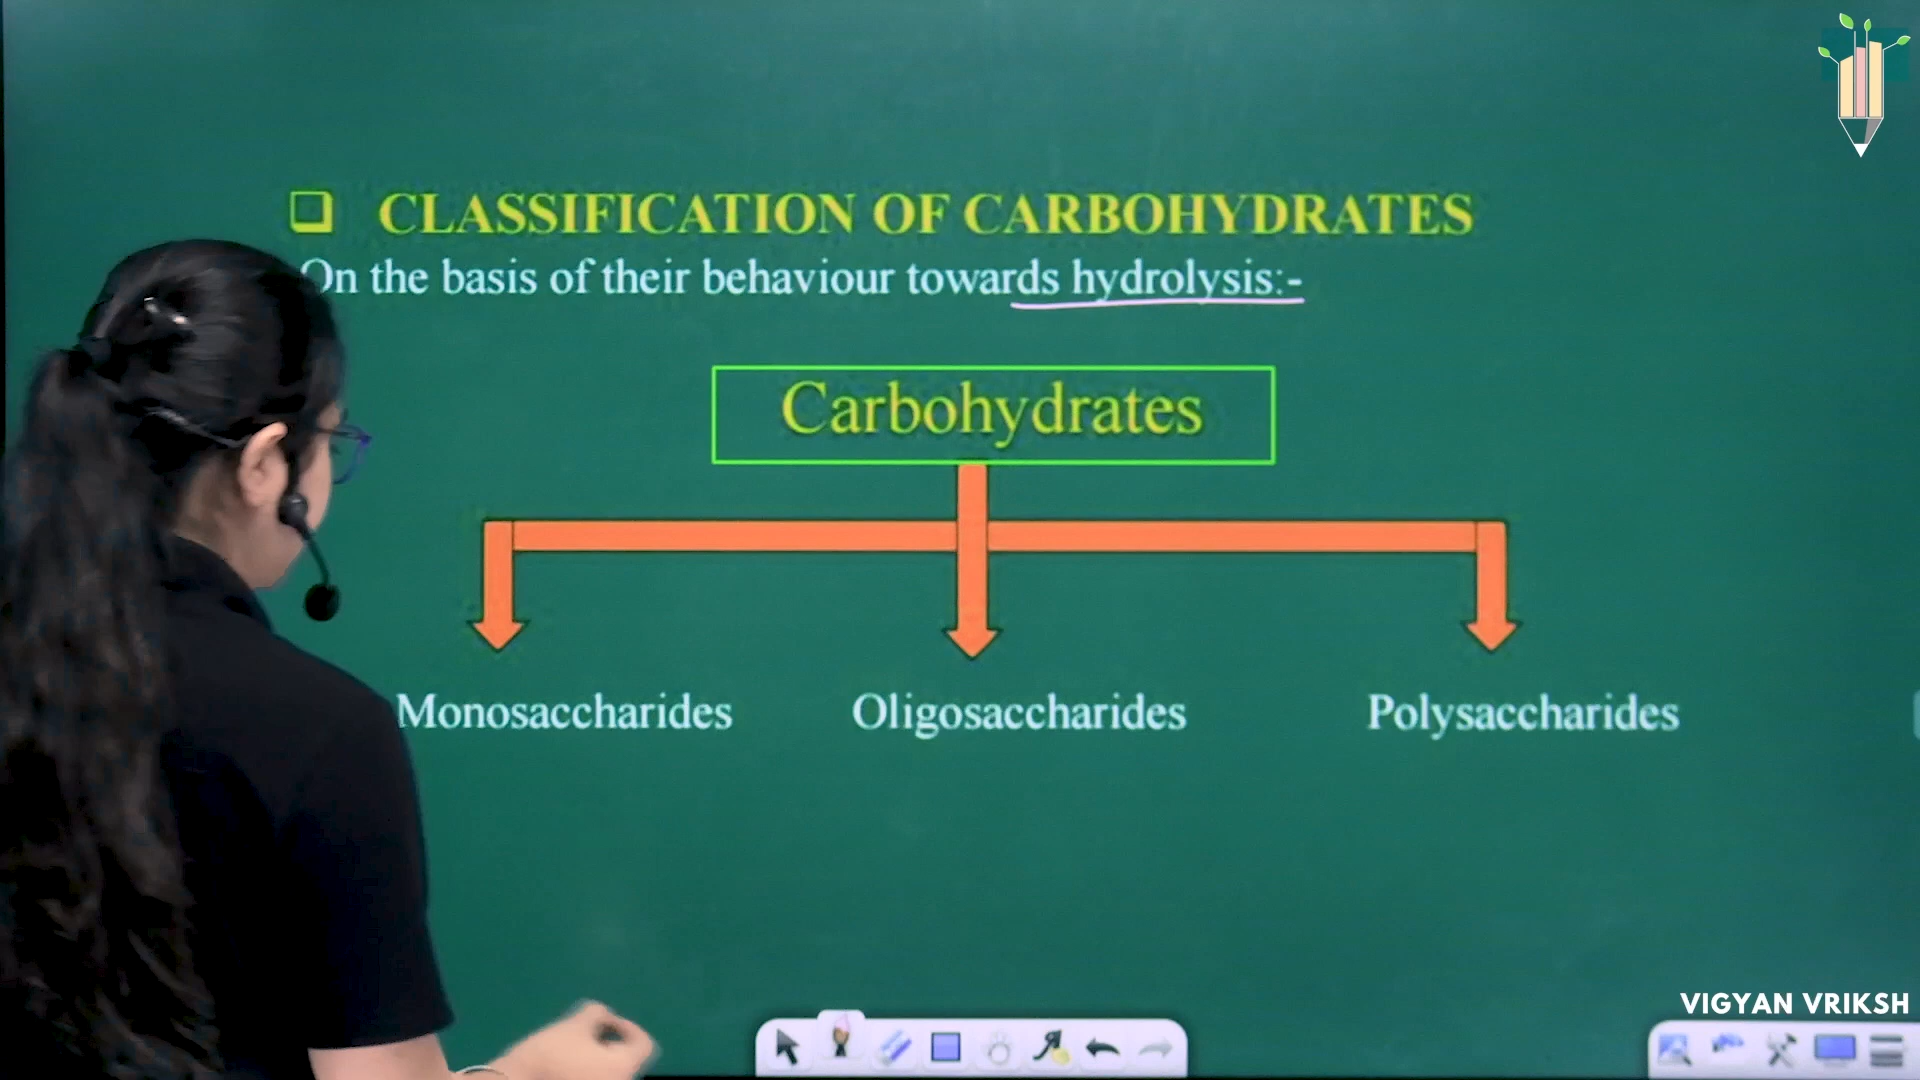 CLASSIFICATION OF CARBOHYDRATES
On the basis of their behaviour towards hydrolysis:-
Carbohydrates
Monosaccharides Oligosaccharides Polysaccharides
VIGYAN VRIKSH